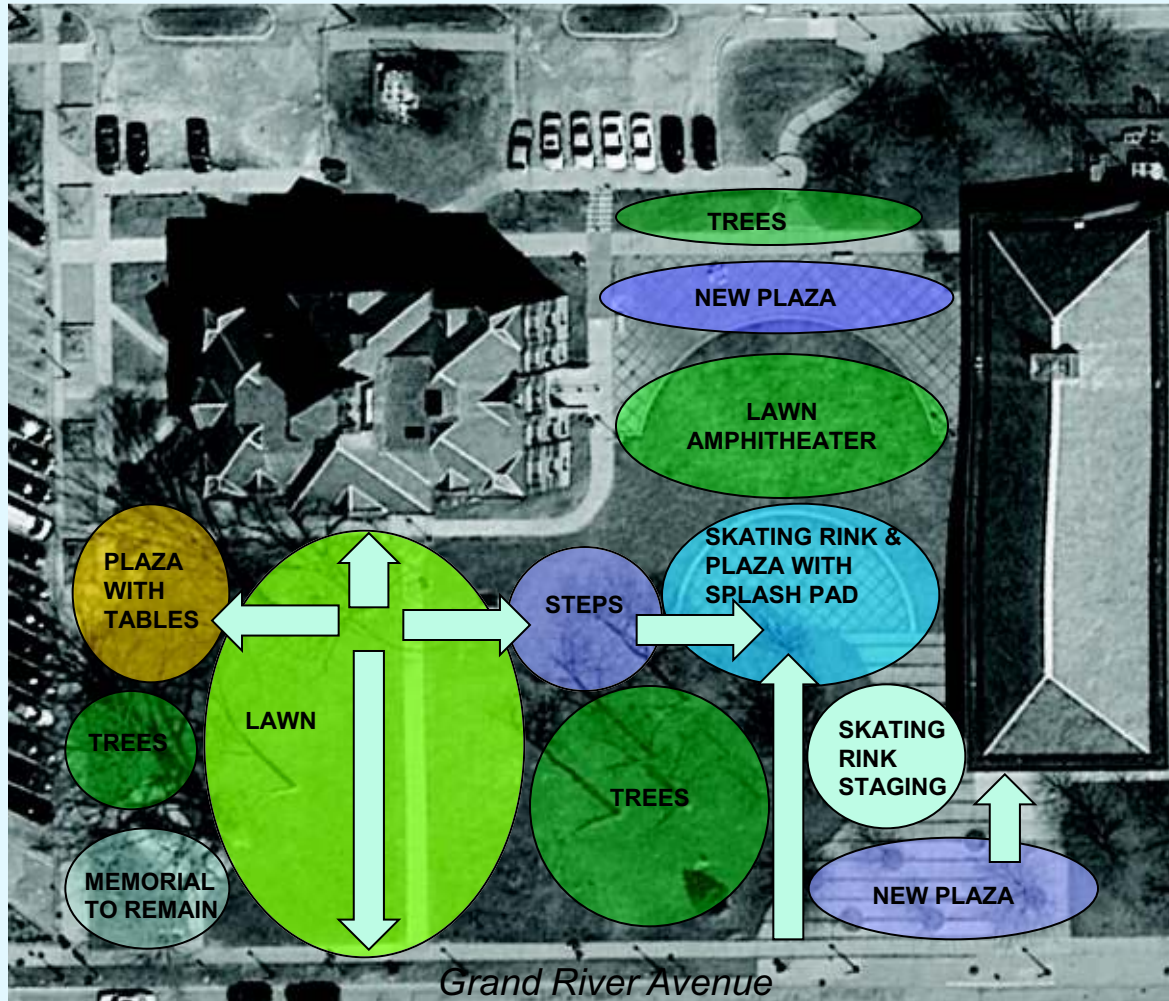 TREES
NEW PLAZA
LAWN
AMPHITHEATER
PLAZA
WITH
TABLES
STEPS
SKATING RINK &
PLAZA WITH
SPLASH PAD
TREES
LAWN
TREES
SKATING
RINK
STAGING
MEMORIAL
TO REMAIN
NEW PLAZA
Grand River Avenue